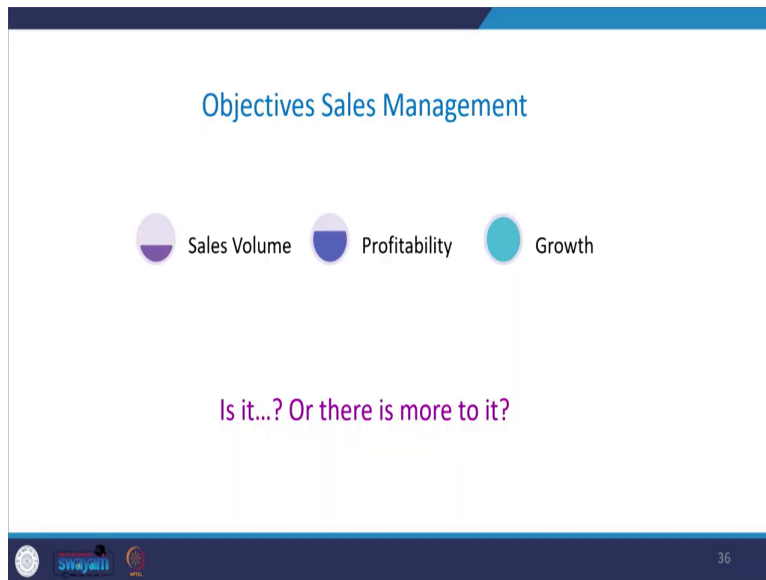 Objectives Sales Management
Sales Volume Profitability Growth
Is it...? Or there is more to it?
swayam
36